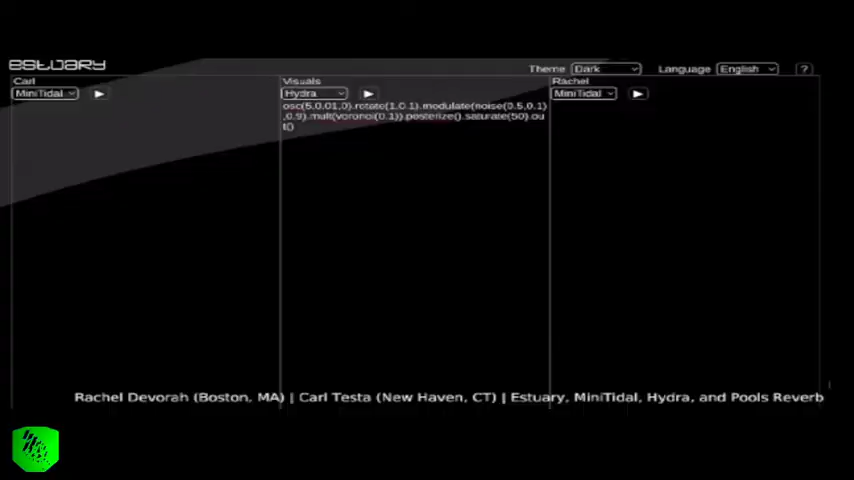 estuary
Theme Dark Language English ?
Carl
MiniTidal
Visuals
Hydra
osc(5,0.01,0).rotate(1,0.1).modulate(noise(0.5,0.1)
,0.9).mult(voronoi(0.1)).posterize().saturate(50).ou
t()
Rachel
MiniTidal
Rachel Devorah (Boston, MA) | Carl Testa (New Haven, CT) | Estuary, MiniTidal, Hydra, and Pools Reverb